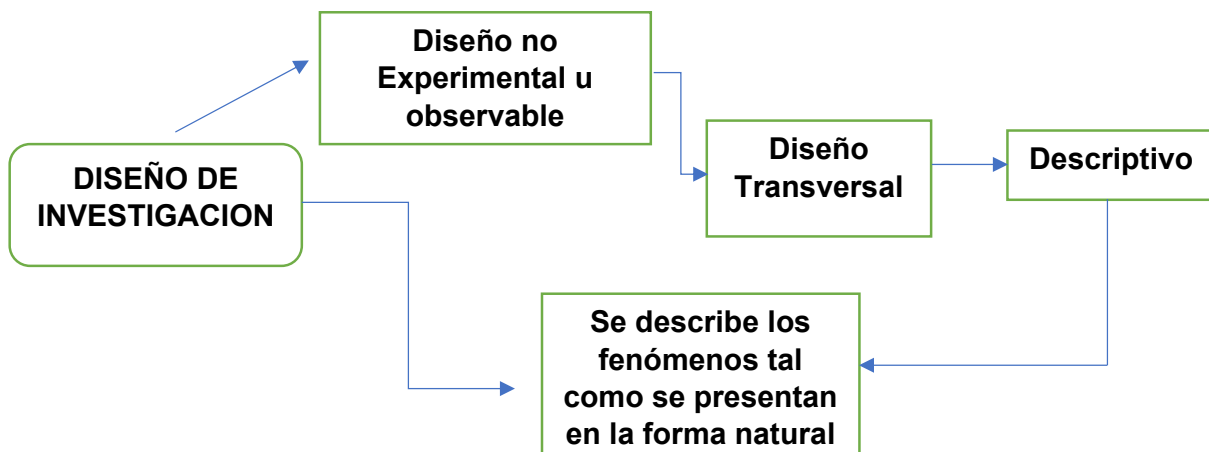 Diseño no
Experimental u
observable
DISEÑO DE
INVESTIGACION
Diseño
Transversal
Descriptivo
Se describe los
fenómenos tal
como se presentan
en la forma natural